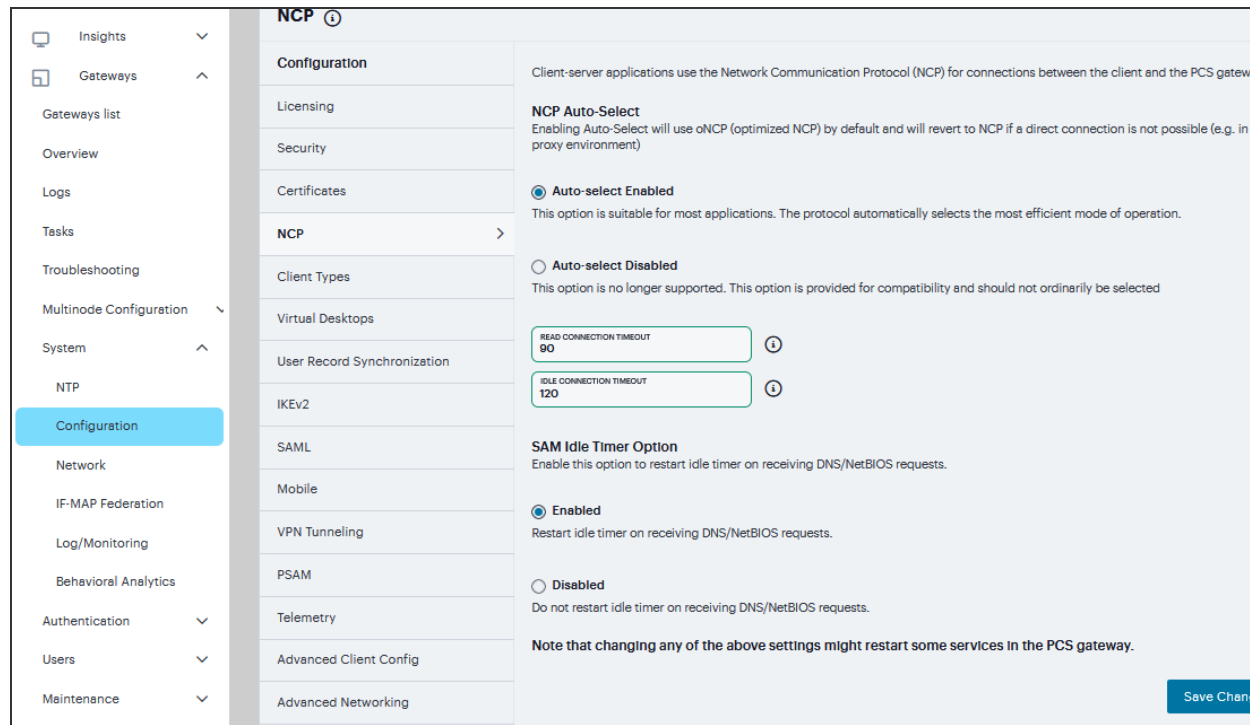 Insights
Gateways
Gateways list
Overview
Logs
Tasks
Troubleshooting
Multinode Configuration
System
NTP
Configuration
Network
IF-MAP Federation
Log/Monitoring
Behavioral Analytics
Authentication
Users
Maintenance
NCP
Configuration
Licensing
Security
Certificates
NCP
Client Types
Virtual Desktops
User Record Synchronization
IKEv2
SAML
Mobile
VPN Tunneling
PSAM
Telemetry
Advanced Client Config
Advanced Networking
Client-server applications use the Network Communication Protocol (NCP) for connections between the client and the PCS gatew
NCP Auto-Select
Enabling Auto-Select will use oNCP (optimized NCP) by default and will revert to NCP if a direct connection is not possible (e.g. in
proxy environment)
Auto-select Enabled
This option is suitable for most applications. The protocol automatically selects the most efficient mode of operation.
Auto-select Disabled
This option is no longer supported. This option is provided for compatibility and should not ordinarily be selected
READ CONNECTION TIMEOUT
90
IDLE CONNECTION TIMEOUT
120
SAM Idle Timer Option
Enable this option to restart idle timer on receiving DNS/NetBIOS requests.
Enabled
Restart idle timer on receiving DNS/NetBIOS requests.
Disabled
Do not restart idle timer on receiving DNS/NetBIOS requests.
Note that changing any of the above settings might restart some services in the PCS gateway.
Save Chan